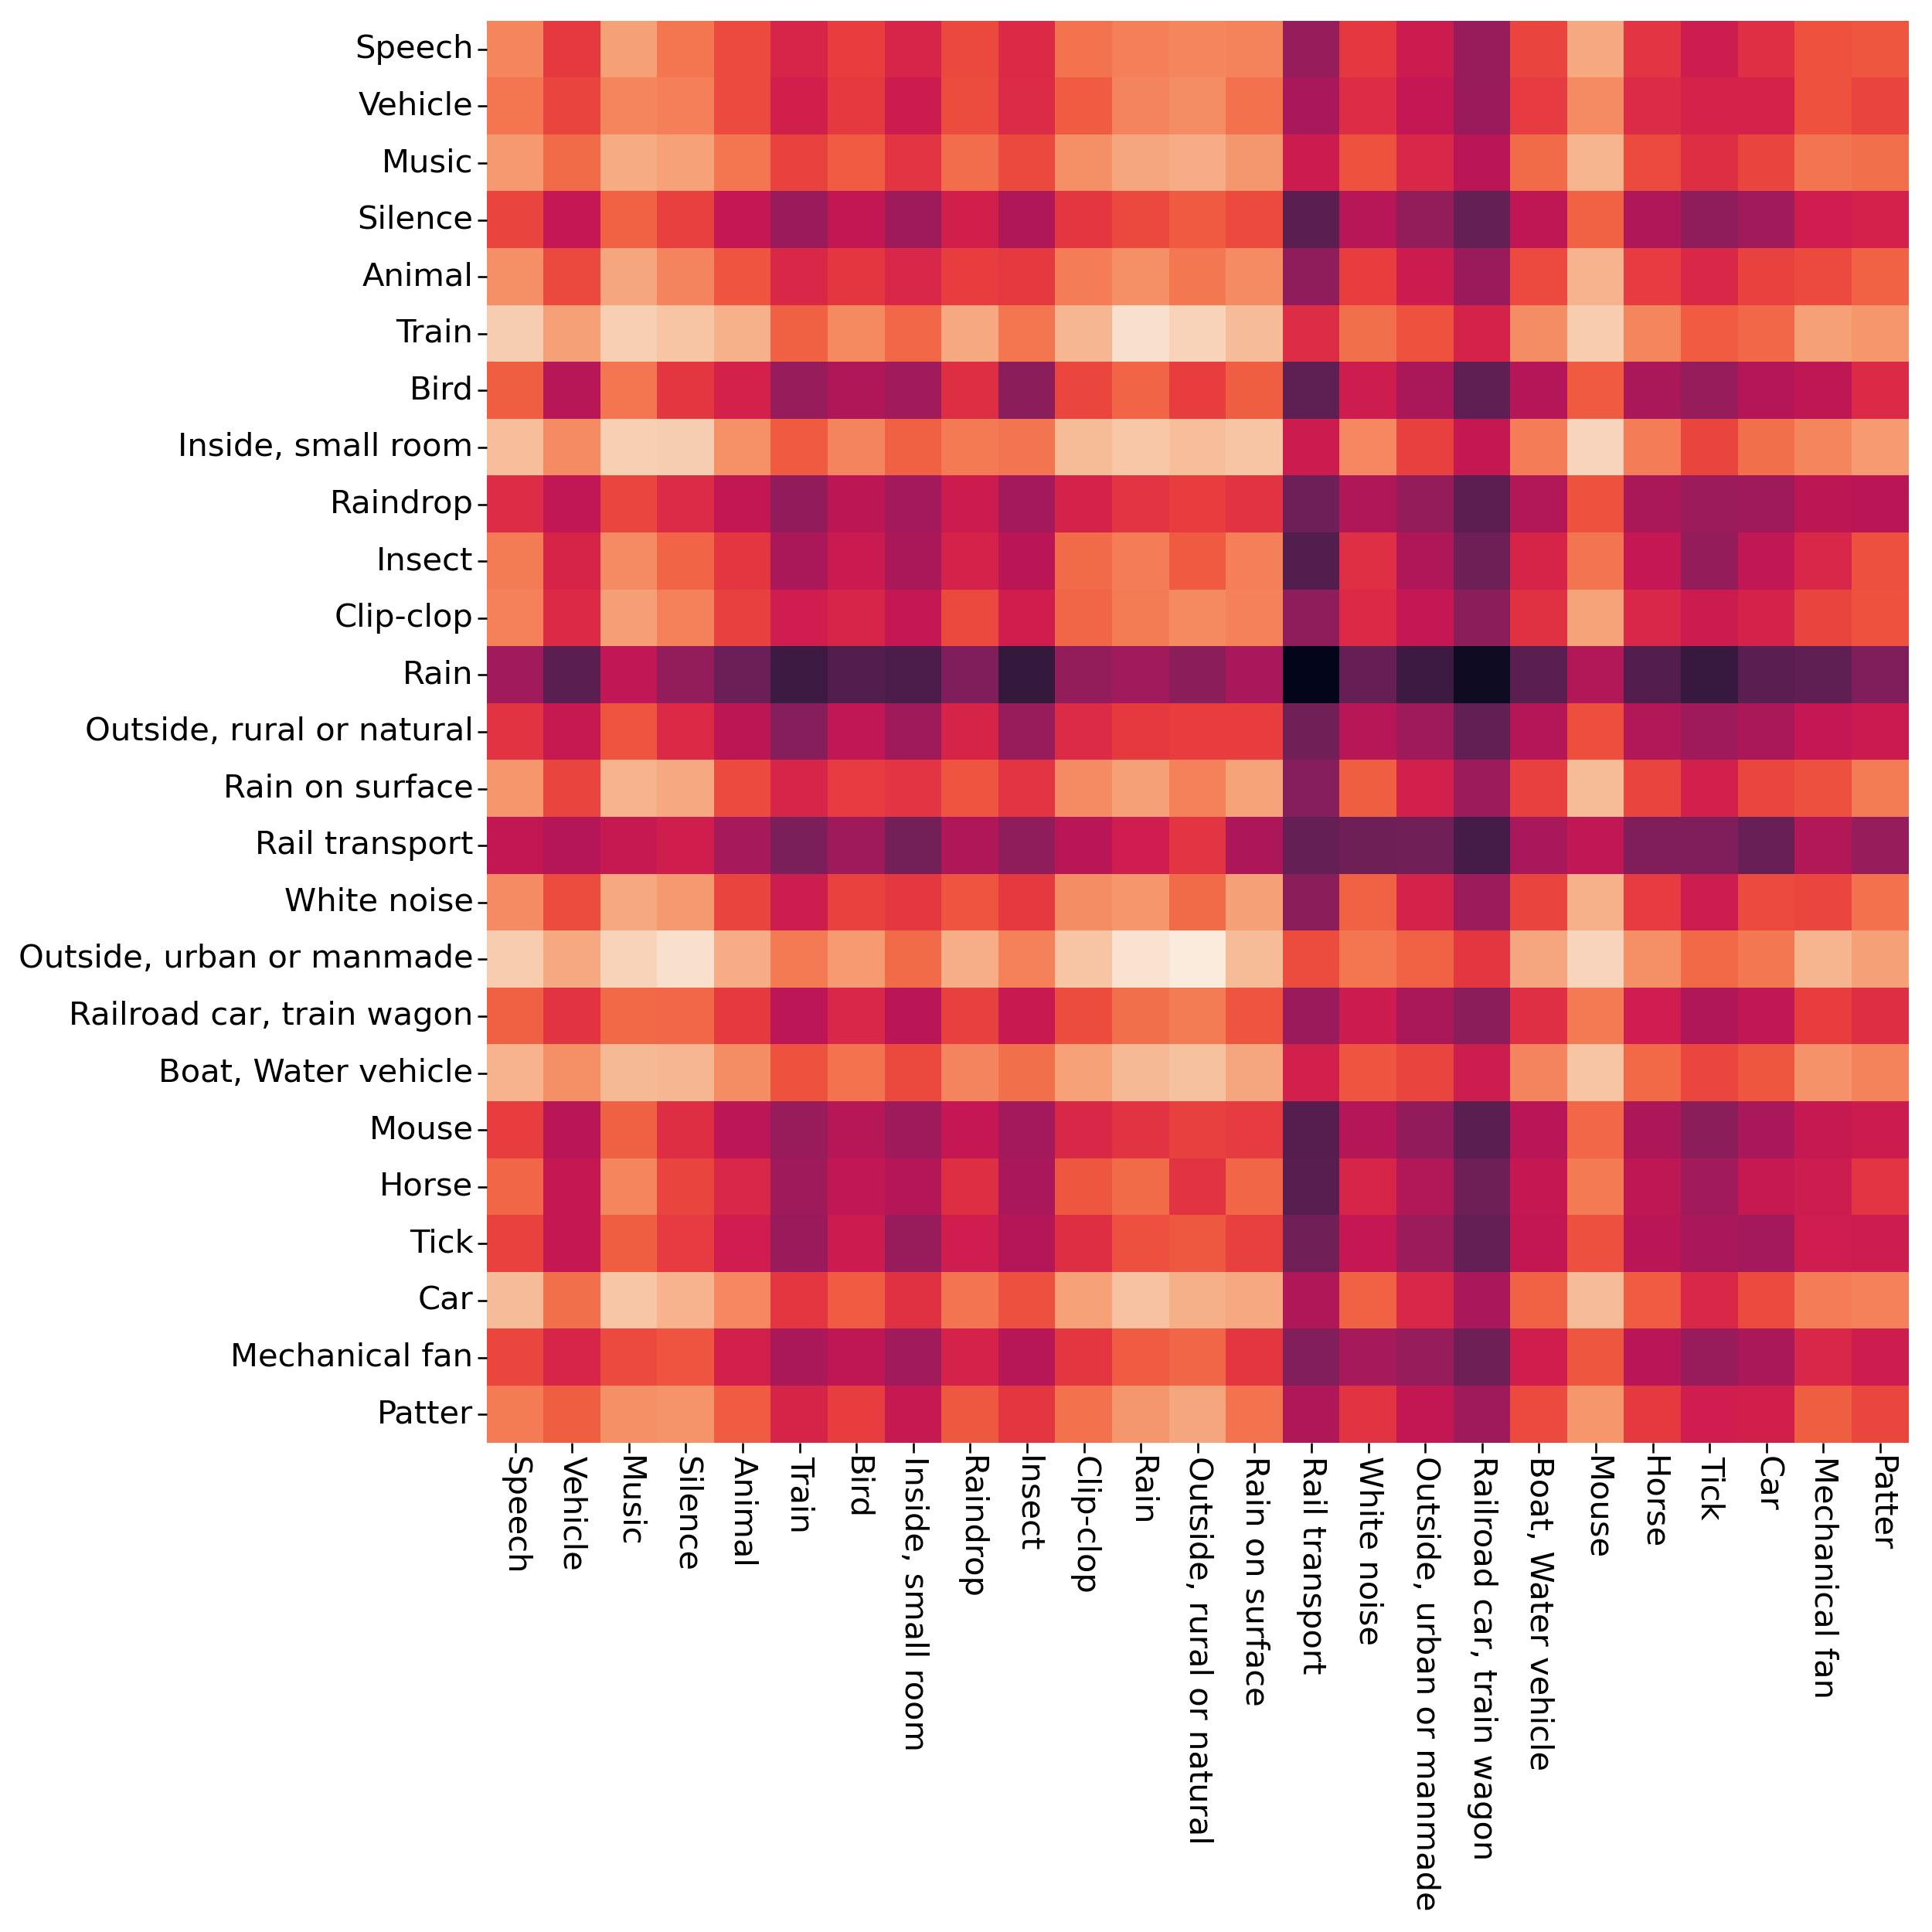 Speech
Vehicle
Music
Silence
Animal
Train
Bird
Inside, small room
Raindrop
Insect
Clip-clop
Rain
Outside, rural or natural
Rain on surface
Rail transport
White noise
Outside, urban or manmade
Railroad car, train wagon
Boat, Water vehicle
Mouse
Horse
Tick
Car
Mechanical fan
Patter
Speech
Vehicle
Music
Silence
Animal
Train
Bird
Inside, small room
Raindrop
Insect
Clip-clop
Rain
Outside, rural or natural
Rain on surface
Rail transport
White noise
Outside, urban or manmade
Railroad car, train wagon
Boat, Water vehicle
Mouse
Horse
Tick
Car
Mechanical fan
Patter